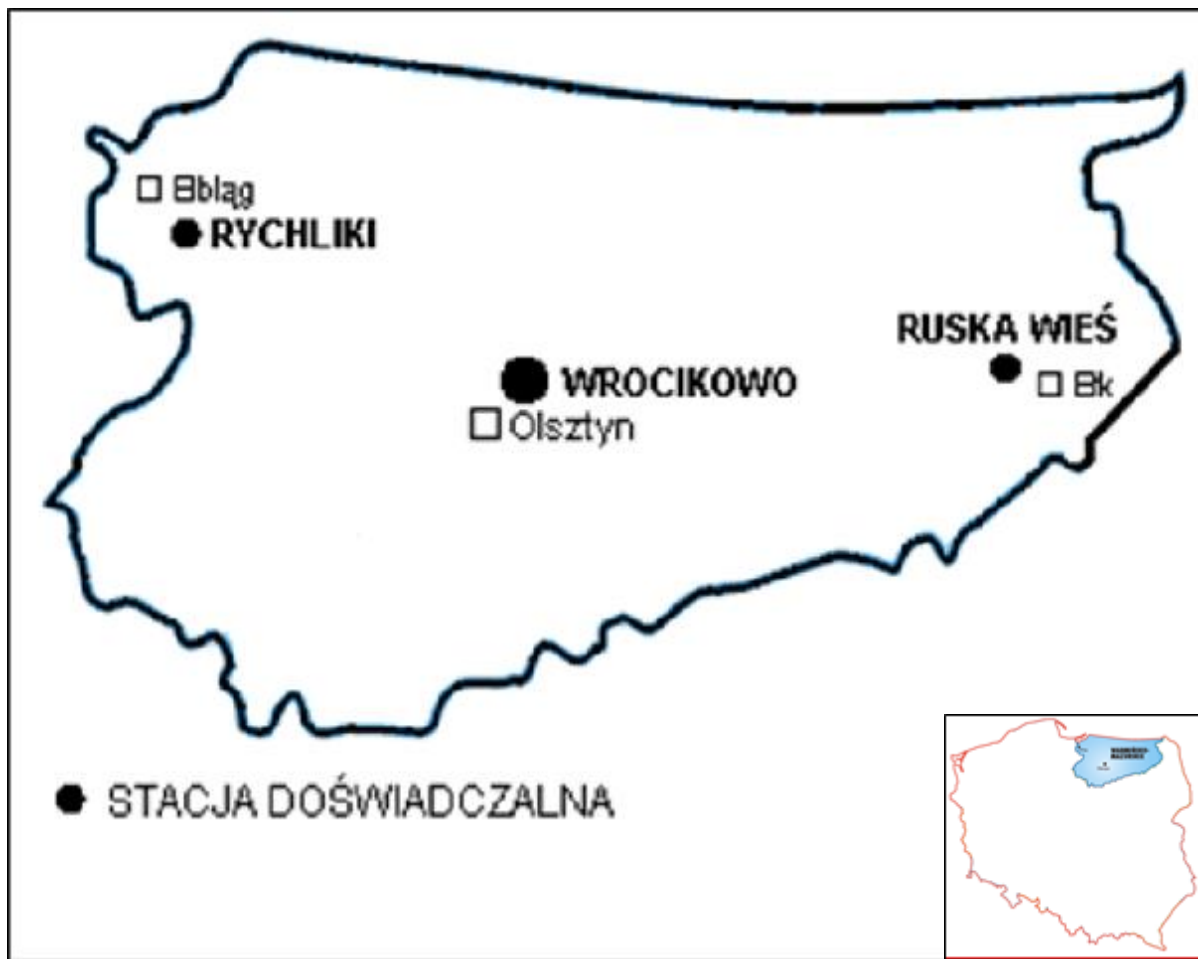 Elbląg
RYCHLIKI
RUSKA WIEŚ
Ełk
WROCIKOWO
Olsztyn
STACJA DOŚWIADCZALNA